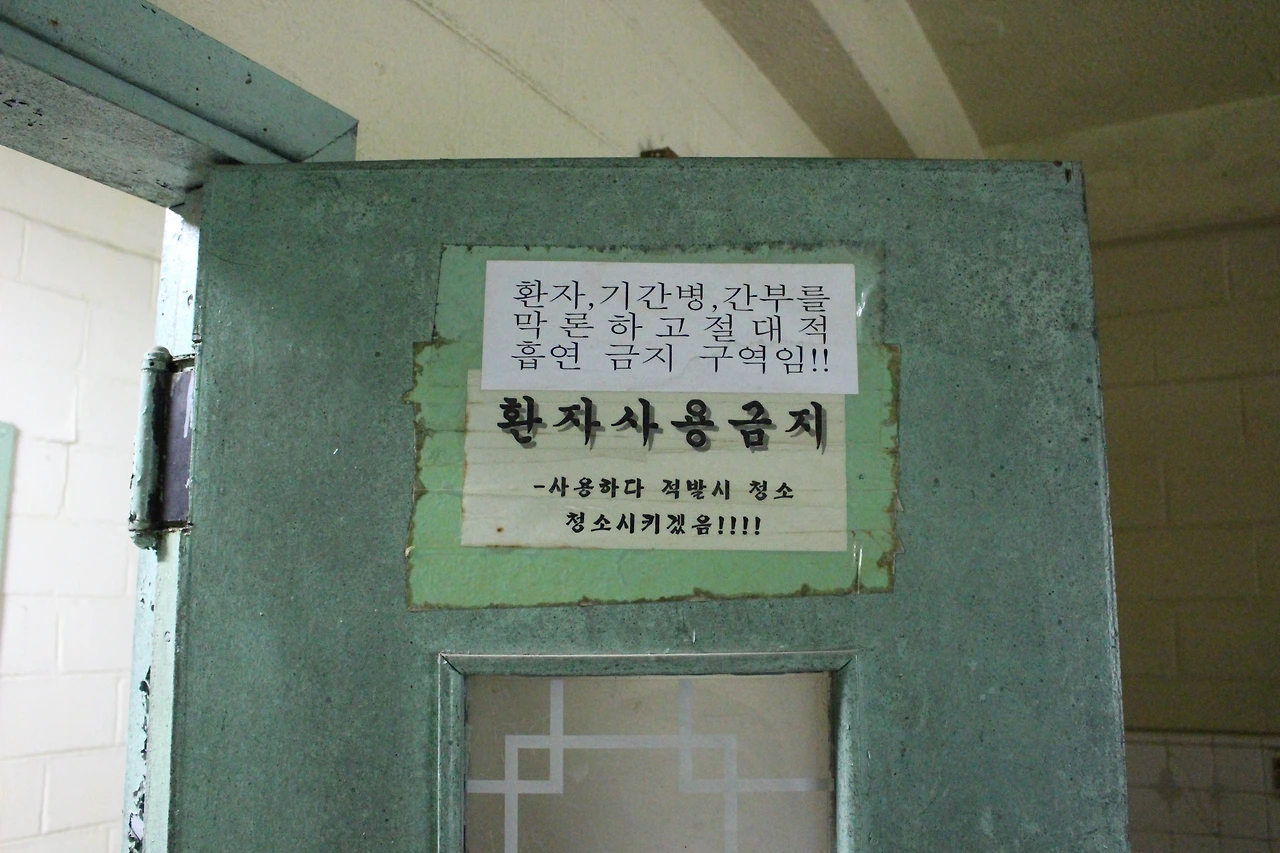 환자,기간병,간부를
막론하고절대적
흡연 금지 구역임!!
환자사용금지
-사용하다 적발시 청소
청소시키겠음!!!!